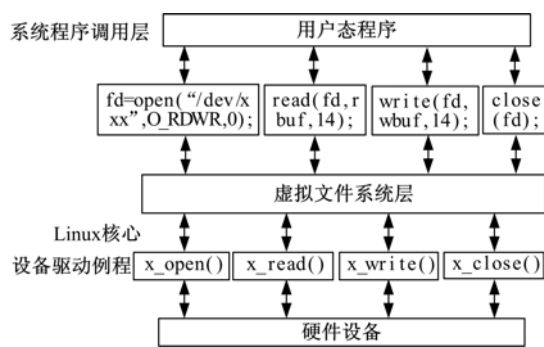 系统程序调用层
用户态程序
fd=open("/dev/x
xx",O_RDWR,0);
read(fd,r
buf,14);
write(fd,
wbuf,14);
close
(fd);
虚拟文件系统层
Linux核心
设备驱动例程
x_open()
x_read()
x_write()
x_close()
硬件设备